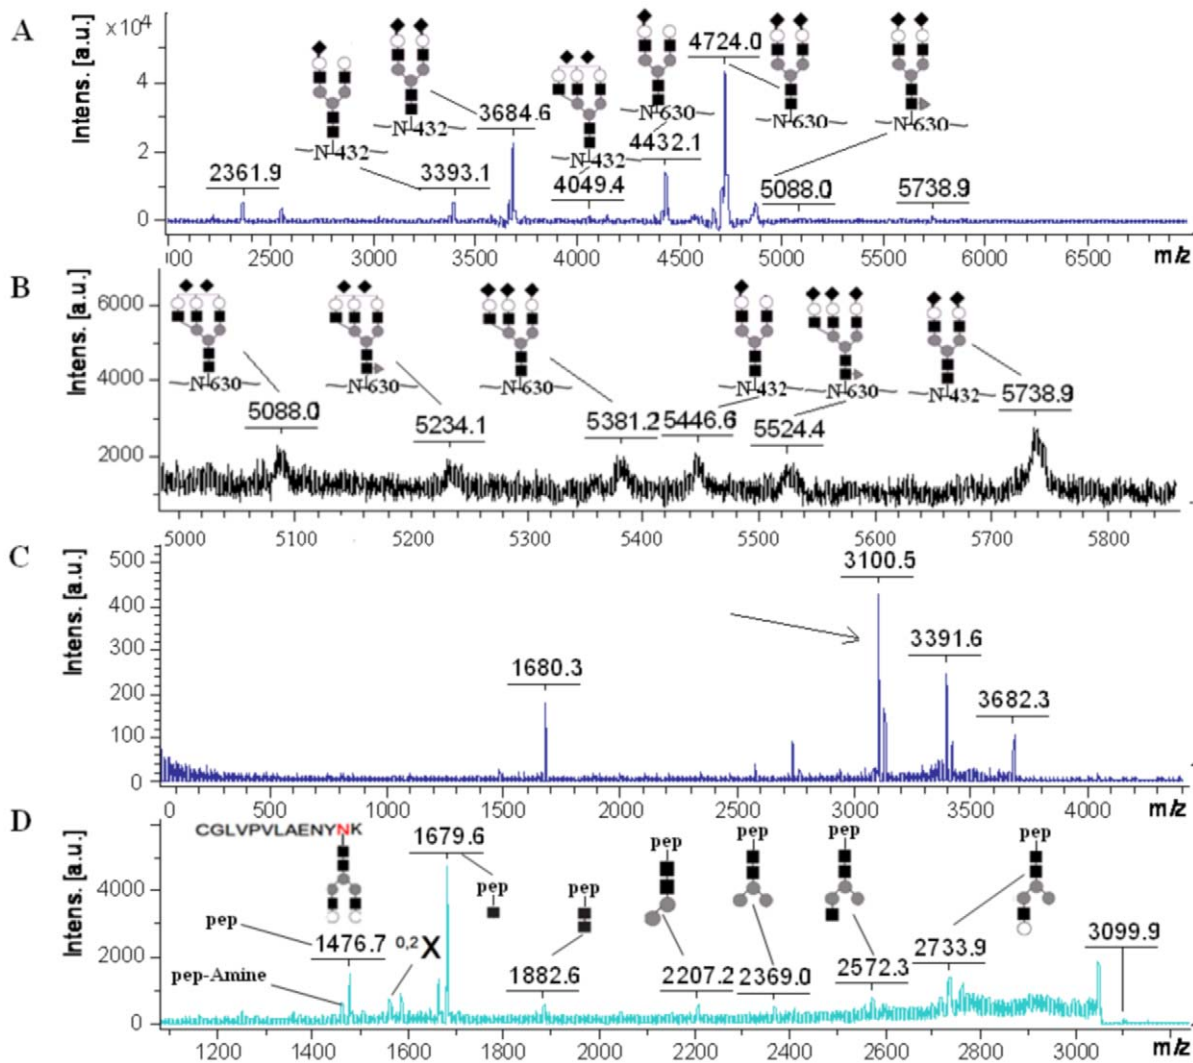 A
Intens. [a.u.]
×10⁴
4
2
0
2361.9
3393.1
3684.6
4049.4
4432.1
4724.0
5088.0
5738.9
N-432
N-432
N-432
N-630
N-630
N-630
000 2500 3000 3500 4000 4500 5000 5500 6000 6500 m/z
B
Intens. [a.u.]
6000
4000
2000
N-630
N-630
N-630
N-432
N-630
N-432
5088.0
5234.1
5381.2
5446.6
5524.4
5738.9
5000 5100 5200 5300 5400 5500 5600 5700 5800 m/z
C
Intens. [a.u.]
500
400
300
200
100
0
1680.3
3100.5
3391.6
3682.3
0 500 1000 1500 2000 2500 3000 3500 4000 m/z
D
Intens. [a.u.]
4000
2000
0
CGLVPVLAENYNK
pep
1476.7
pep-Amine
0,2X
1679.6
pep
pep
1882.6
pep
2207.2
pep
2369.0
pep
2572.3
pep
2733.9
3099.9
1200 1400 1600 1800 2000 2200 2400 2600 2800 3000 m/z